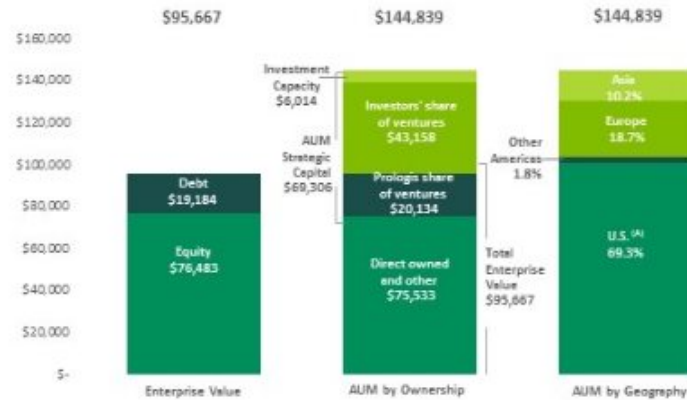 $95,667
$144,839
$144,839
$160,000
$140,000
$120,000
$100,000
$80,000
$60,000
$40,000
$20,000
$-
Debt
$19,184
Equity
$76,483
Enterprise Value
Investment
Capacity
$6,014
AUM
Strategic
Capital
$69,306
Investors' share
of ventures
$43,158
Prologis share
of ventures
$20,134
Direct owned
and other
$75,533
AUM by Ownership
Total
Enterprise
Value
$95,667
Other
Americas
1.8%
Asia
10.2%
Europe
18.7%
U.S. (A)
69.3%
AUM by Geography